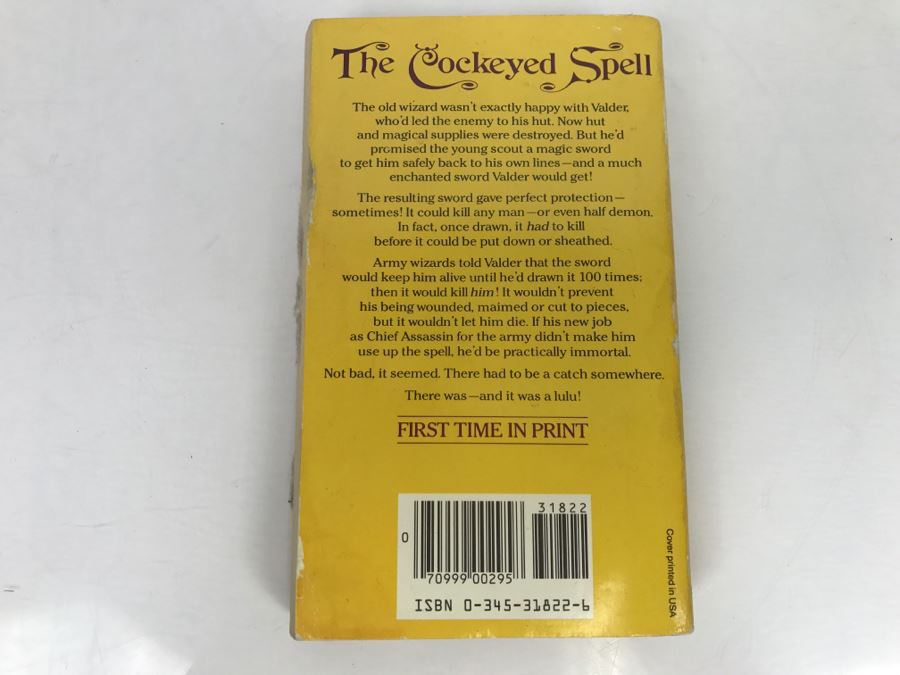 The Cockeyed Spell
The old wizard wasn't exactly happy with Valder,
who'd led the enemy to his hut. Now hut
and magical supplies were destroyed. But he'd
promised the young scout a magic sword
to get him safely back to his own lines—and a much
enchanted sword Valder would get!
The resulting sword gave perfect protection—
sometimes! It could kill any man—or even half demon.
In fact, once drawn, it had to kill
before it could be put down or sheathed.
Army wizards told Valder that the sword
would keep him alive until he'd drawn it 100 times;
then it would kill him! It wouldn't prevent
his being wounded, maimed or cut to pieces,
but it wouldn't let him die. If his new job
as Chief Assassin for the army didn't make him
use up the spell, he'd be practically immortal.
Not bad, it seemed. There had to be a catch somewhere.
There was—and it was a lulu!
FIRST TIME IN PRINT
31822
0
70999 00295
ISBN 0-345-31822-6
Cover printed in USA